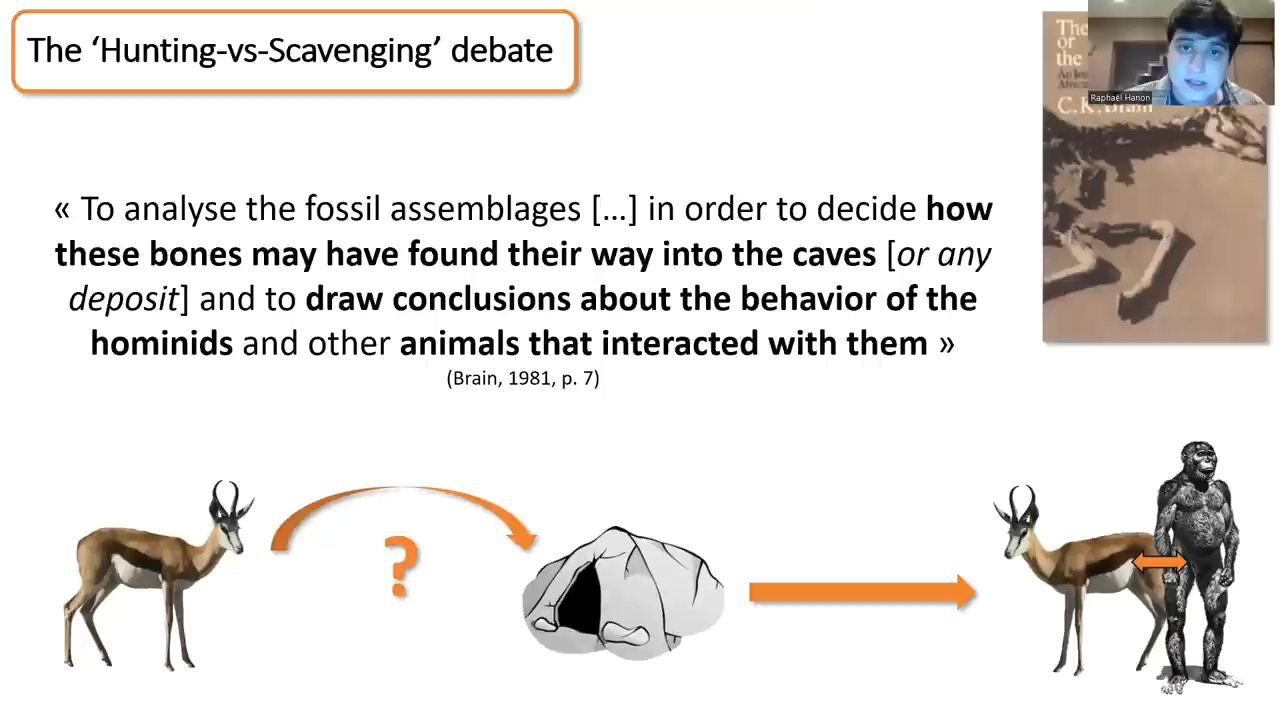 The ‘Hunting-vs-Scavenging’ debate
The
or
the
Raphaël Hanon
« To analyse the fossil assemblages […] in order to decide how
these bones may have found their way into the caves [or any
deposit] and to draw conclusions about the behavior of the
hominids and other animals that interacted with them »
(Brain, 1981, p. 7)
?